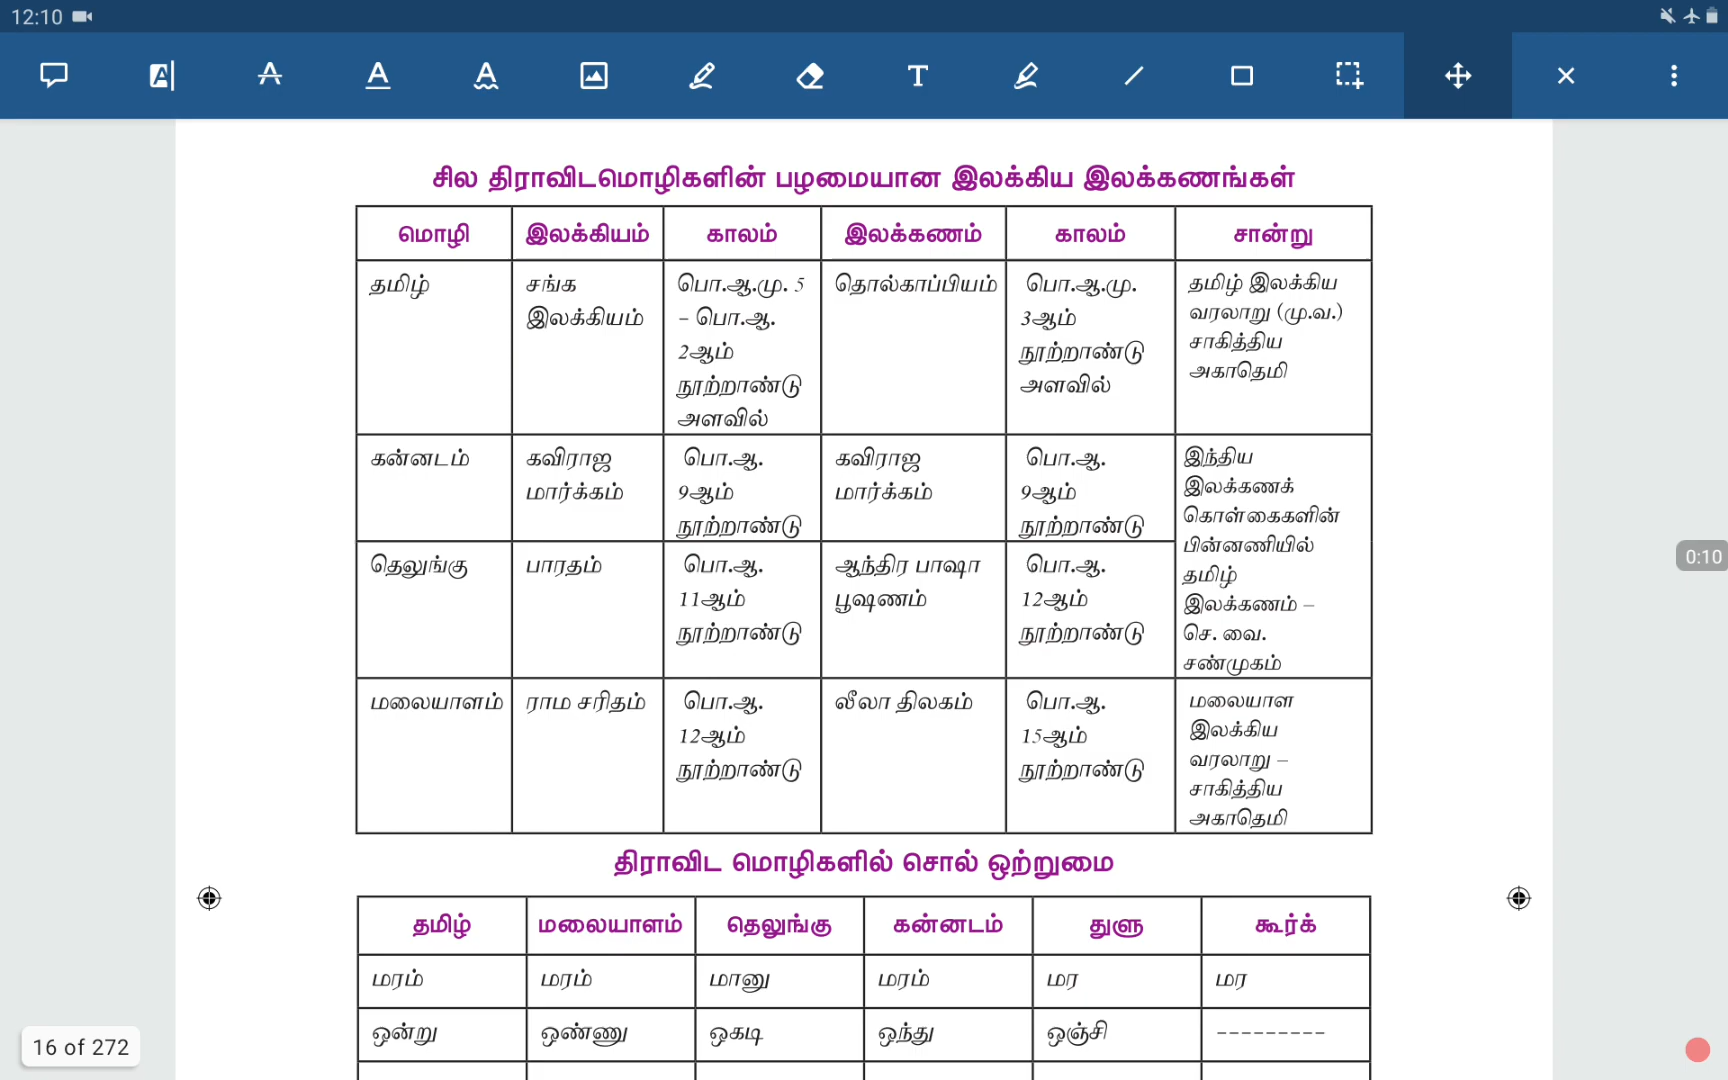 12:10
சில திராவிடமொழிகளின் பழமையான இலக்கிய இலக்கணங்கள்
மொழி இலக்கியம் காலம் இலக்கணம் காலம் சான்று
தமிழ்
சங்க
இலக்கியம்
பொ.ஆ.மு. 5
– பொ.ஆ.
2ஆம்
நூற்றாண்டு
அளவில்
தொல்காப்பியம்
பொ.ஆ.மு.
3ஆம்
நூற்றாண்டு
அளவில்
தமிழ் இலக்கிய
வரலாறு (மு.வ.)
சாகித்திய
அகாதெமி
கன்னடம்
கவிராஜ
மார்க்கம்
பொ.ஆ.
9ஆம்
நூற்றாண்டு
கவிராஜ
மார்க்கம்
பொ.ஆ.
9ஆம்
நூற்றாண்டு
இந்திய
இலக்கணக்
கொள்கைகளின்
பின்னணியில்
தமிழ்
இலக்கணம் –
செ. வை.
சண்முகம்
தெலுங்கு
பாரதம்
பொ.ஆ.
11ஆம்
நூற்றாண்டு
ஆந்திர பாஷா
பூஷணம்
பொ.ஆ.
12ஆம்
நூற்றாண்டு
மலையாளம்
ராம சரிதம்
பொ.ஆ.
12ஆம்
நூற்றாண்டு
லீலா திலகம்
பொ.ஆ.
15ஆம்
நூற்றாண்டு
மலையாள
இலக்கிய
வரலாறு –
சாகித்திய
அகாதெமி
0:10
திராவிட மொழிகளில் சொல் ஒற்றுமை
தமிழ் மலையாளம் தெலுங்கு கன்னடம் துளு கூர்க்
மரம் மரம் மானு மரம் மர மர
ஒன்று ஒண்ணு ஒகடி ஒந்து ஒஞ்சி ---------
16 of 272